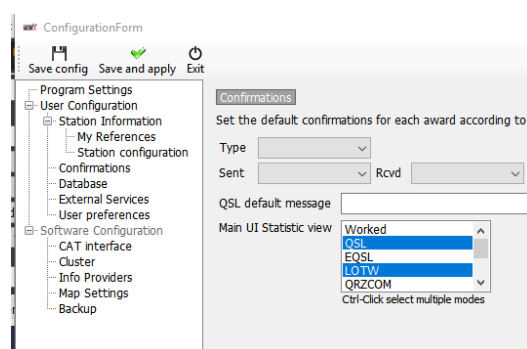 ConfigurationForm
Save config Save and apply Exit
Program Settings
User Configuration
Station Information
My References
Station configuration
Confirmations
Database
External Services
User preferences
Software Configuration
CAT interface
Cluster
Info Providers
Map Settings
Backup
Confirmations
Set the default confirmations for each award according to
Type
Sent Rcvd
QSL default message
Main UI Statistic view
Worked
QSL
EQSL
LOTW
QRZCOM
Ctrl-Click select multiple modes